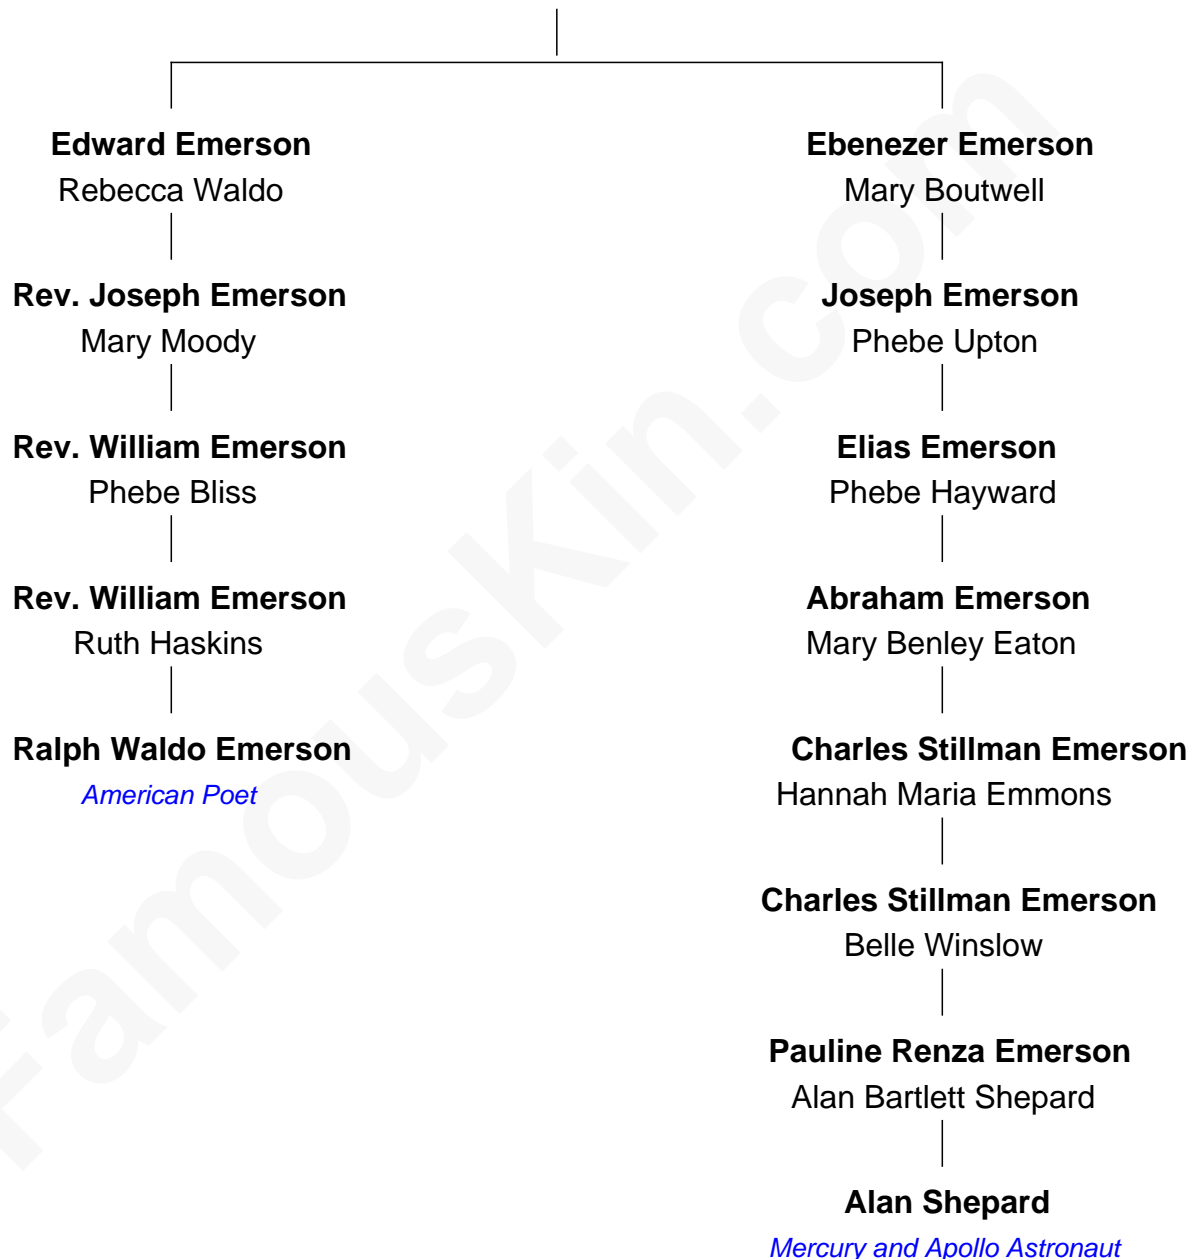 Edward Emerson
Rebecca Waldo
Rev. Joseph Emerson
Mary Moody
Rev. William Emerson
Phebe Bliss
Rev. William Emerson
Ruth Haskins
Ralph Waldo Emerson
American Poet
Ebenezer Emerson
Mary Boutwell
Joseph Emerson
Phebe Upton
Elias Emerson
Phebe Hayward
Abraham Emerson
Mary Benley Eaton
Charles Stillman Emerson
Hannah Maria Emmons
Charles Stillman Emerson
Belle Winslow
Pauline Renza Emerson
Alan Bartlett Shepard
Alan Shepard
Mercury and Apollo Astronaut
FamousKin.com